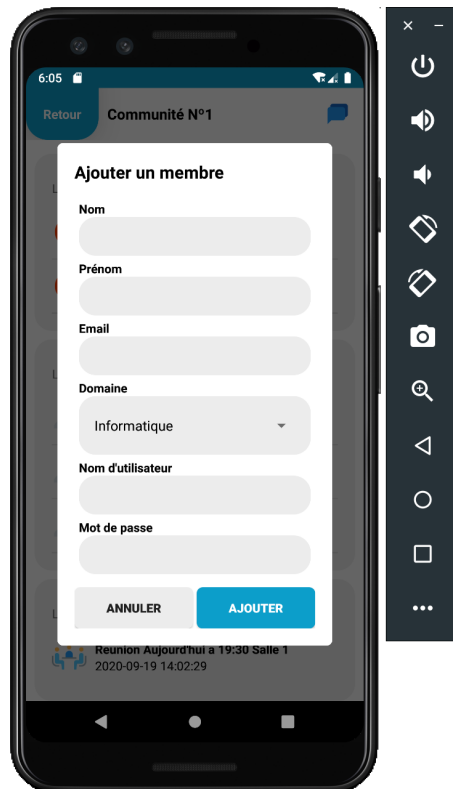 6:05
Retour Communité Nº1
L
Ajouter un membre
Nom
Prénom
Email
L
Domaine
Informatique
Nom d'utilisateur
Mot de passe
ANNULER AJOUTER
L
Reunion Aujourd'hui a 19:30 Salle 1
2020-09-19 14:02:29